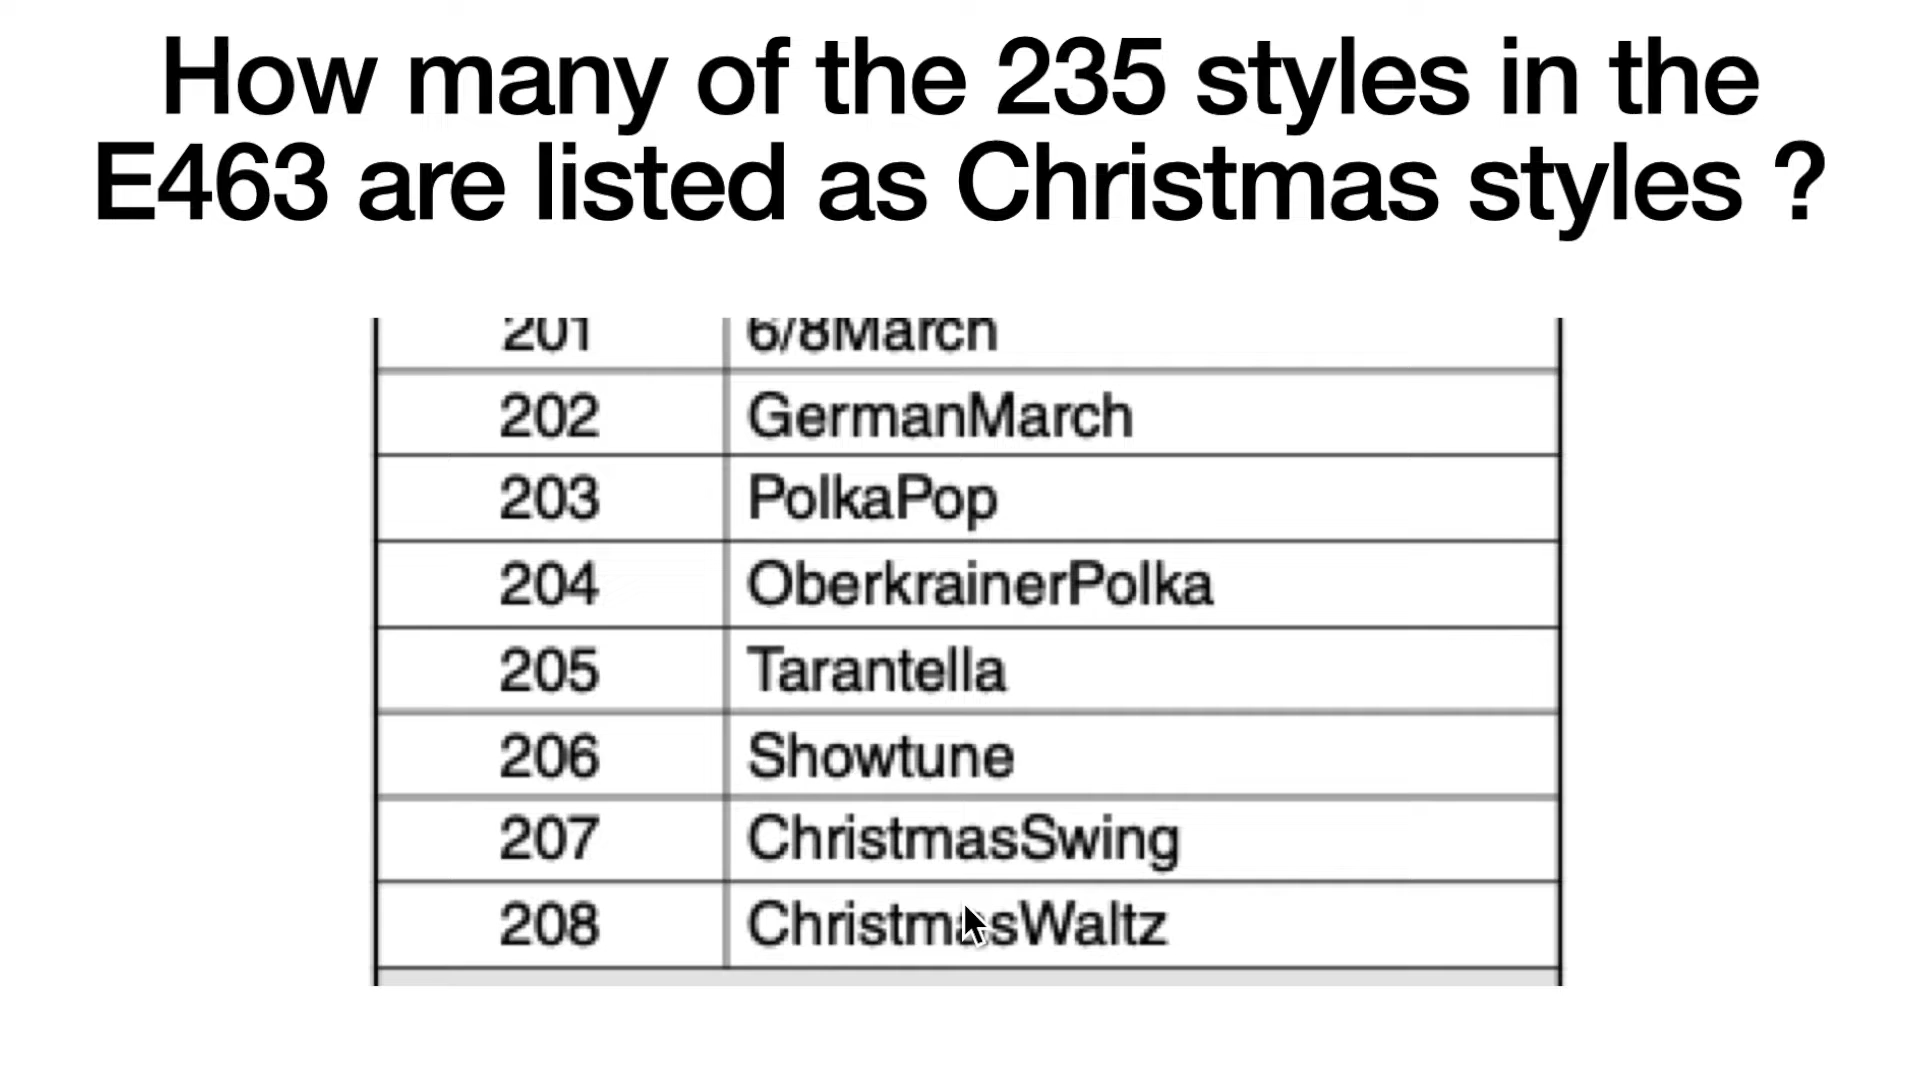 How many of the 235 styles in the
E463 are listed as Christmas styles ?
201 6/8March
202 GermanMarch
203 PolkaPop
204 OberkrainerPolka
205 Tarantella
206 Showtune
207 ChristmasSwing
208 ChristmasWaltz